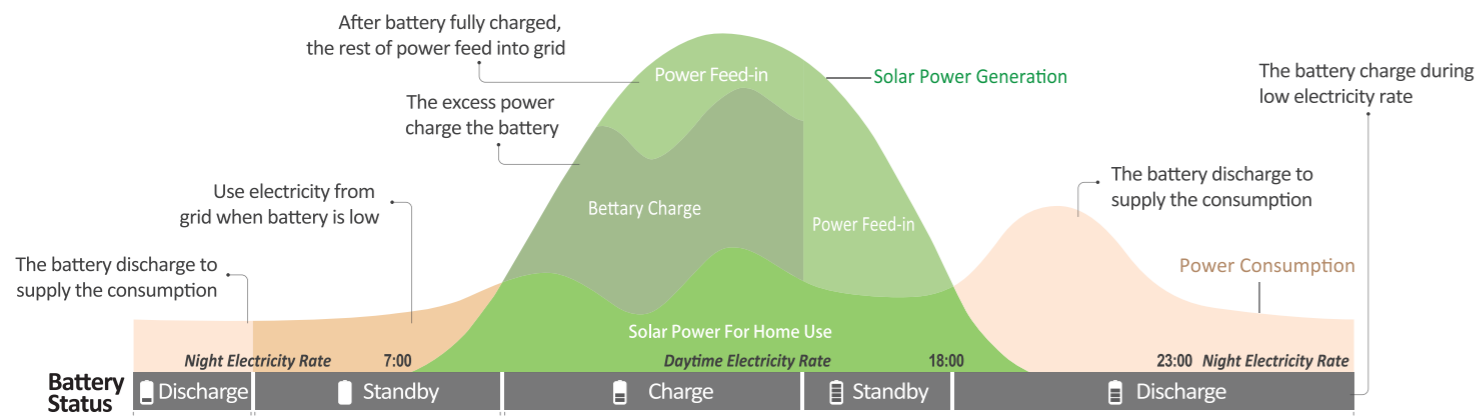 After battery fully charged,
the rest of power feed into grid
Power Feed-in
Solar Power Generation
The battery charge during
low electricity rate
The excess power
charge the battery
Use electricity from
grid when battery is low
Bettary Charge
Power Feed-in
The battery discharge to
supply the consumption
The battery discharge to
supply the consumption
Power Consumption
Solar Power For Home Use
Night Electricity Rate 7:00 Daytime Electricity Rate 18:00 23:00 Night Electricity Rate
Battery
Status
Discharge Standby Charge Standby Discharge